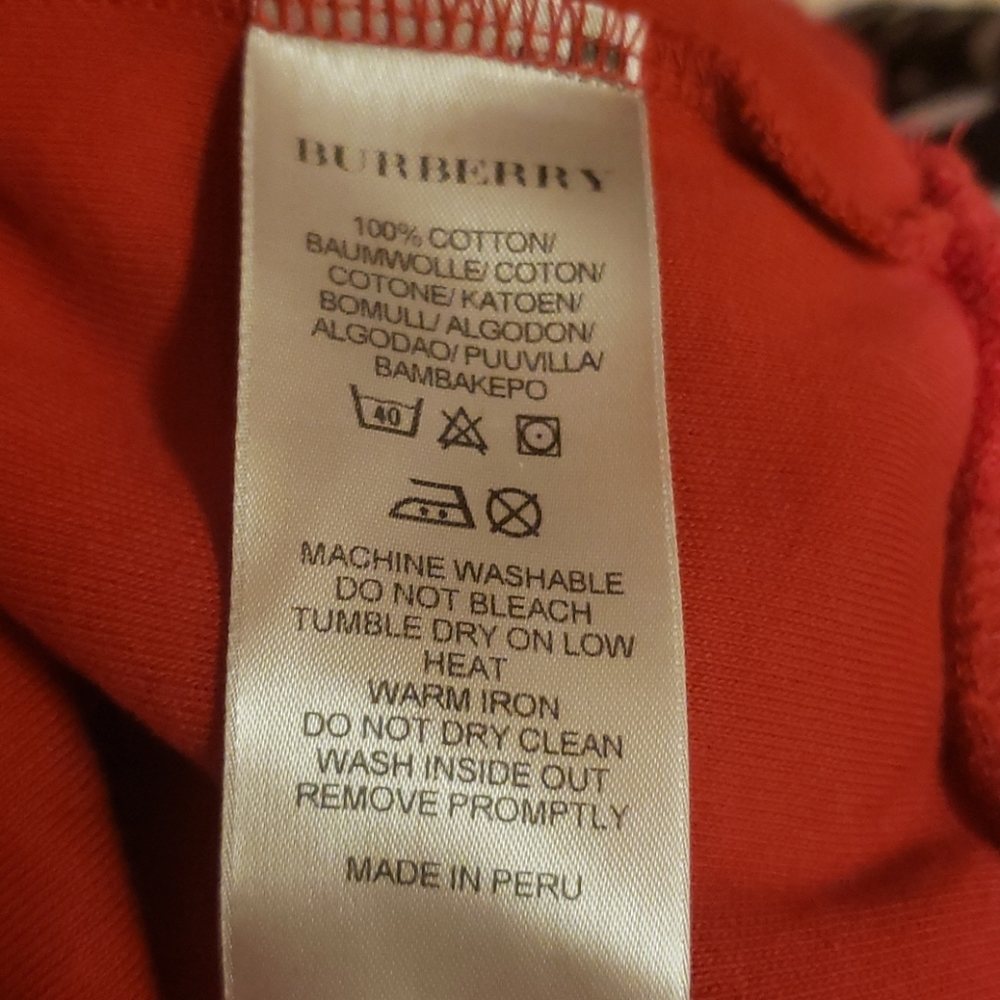 BURBERRY
100% COTTON/
BAUMWOLLE/ COTON/
COTONE/ KATOEN/
BOMULL/ ALGODON/
ALGODAO/ PUUVILLA/
BAMBAKEPO
40
MACHINE WASHABLE
DO NOT BLEACH
TUMBLE DRY ON LOW
HEAT
WARM IRON
DO NOT DRY CLEAN
WASH INSIDE OUT
REMOVE PROMPTLY
MADE IN PERU